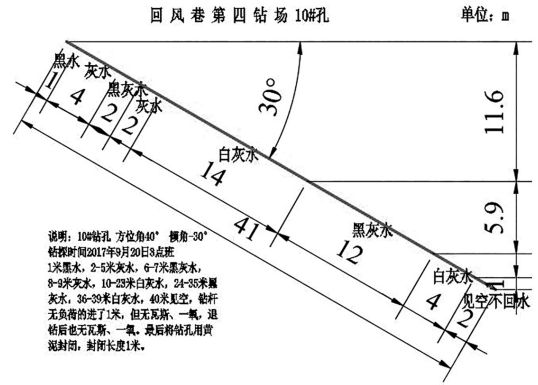 回风巷第四钻场10#孔 单位：m
黑水
灰水
黑灰水
灰水
1
4
2
2
30°
11.6
白灰水
14
41
5.9
黑灰水
12
白灰水
1
4
见空不回水
2
说明：10#钻孔 方位角40° 倾角-30°
钻探时间2017年9月20日3点班
1米黑水，2-5米灰水，6-7米黑灰水，
8-9米灰水，10-23米白灰水，24-35米黑
灰水，36-39米白灰水，40米见空，钻杆
无负荷的进了1米，但无瓦斯、一氧，退
钻后也无瓦斯、一氧。最后将钻孔用黄
泥封闭，封闭长度1米。